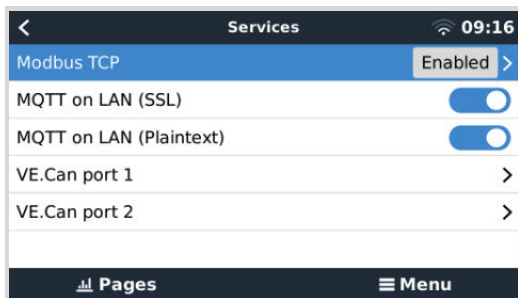 Services 09:16
Modbus TCP Enabled
MQTT on LAN (SSL)
MQTT on LAN (Plaintext)
VE.Can port 1
VE.Can port 2
Pages Menu